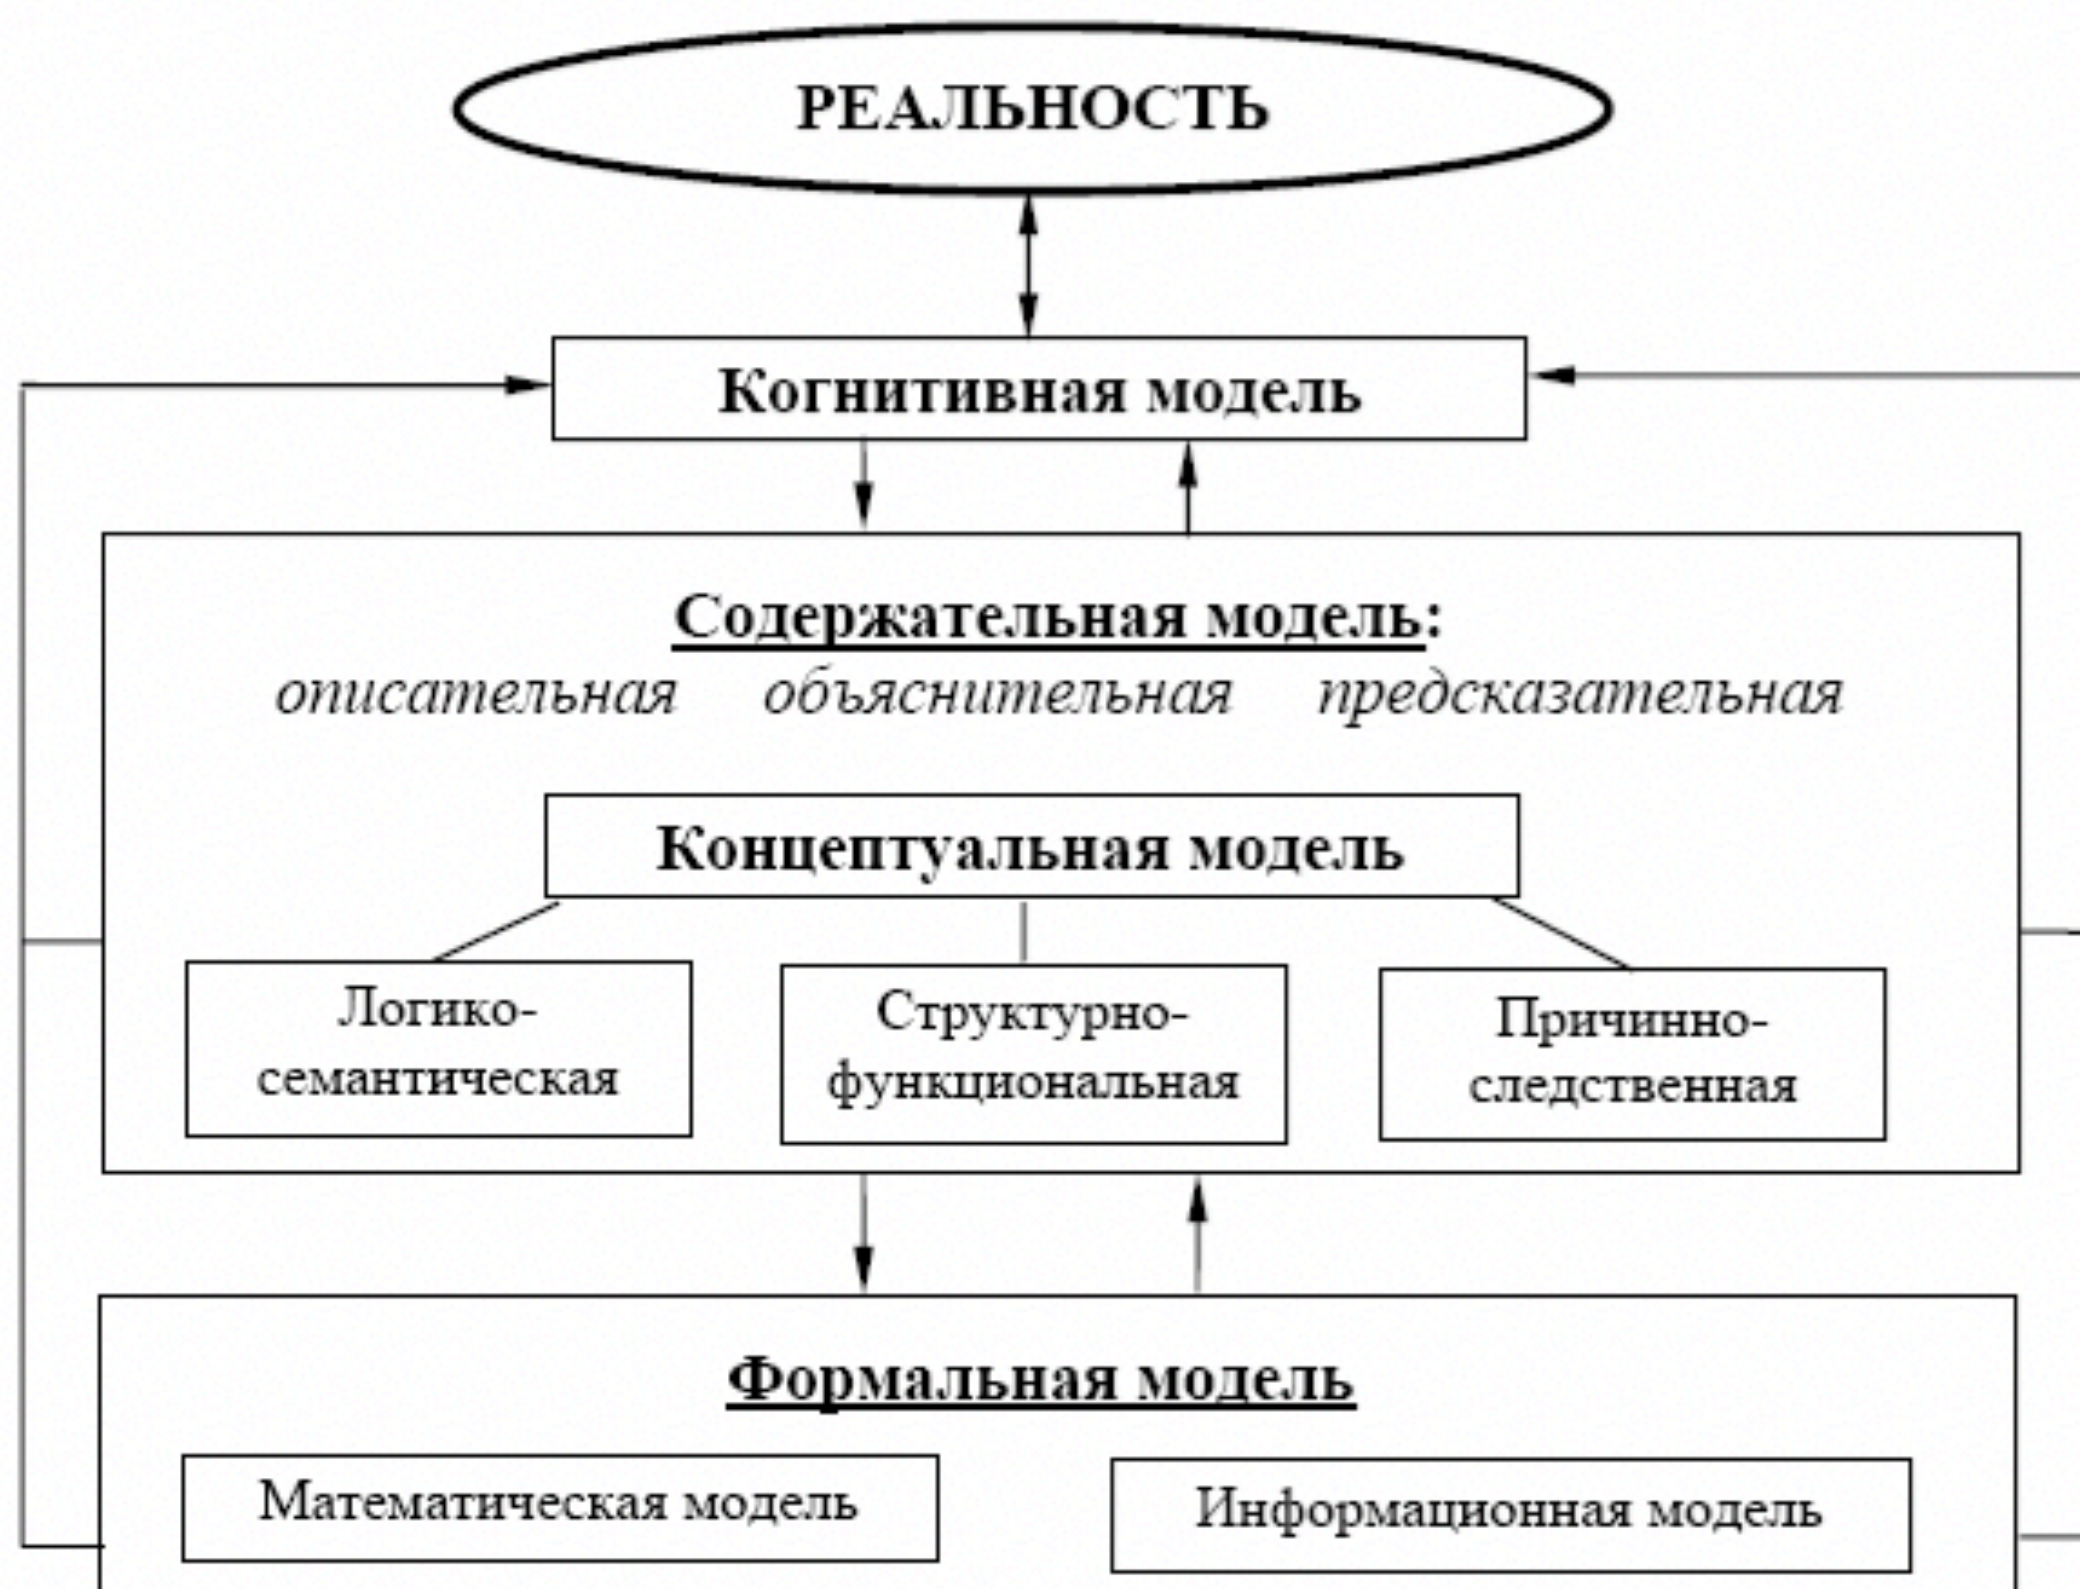 РЕАЛЬНОСТЬ
Когнитивная модель
Содержательная модель:
описательная объяснительная предсказательная
Концептуальная модель
Логико-
семантическая
Структурно-
функциональная
Причинно-
следственная
Формальная модель
Математическая модель
Информационная модель